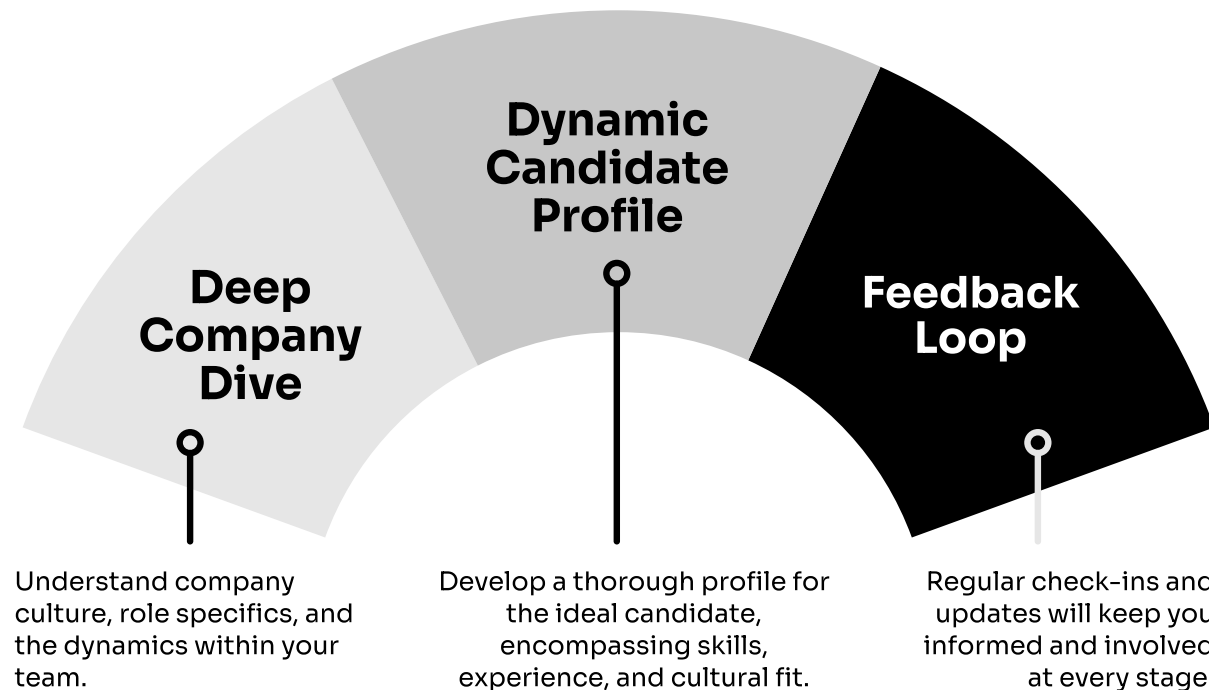 Dynamic
Candidate
Profile
Deep
Company
Dive
Feedback
Loop
Understand company
culture, role specifics, and
the dynamics within your
team.
Develop a thorough profile for
the ideal candidate,
encompassing skills,
experience, and cultural fit.
Regular check-ins and
updates will keep you
informed and involved
at every stage